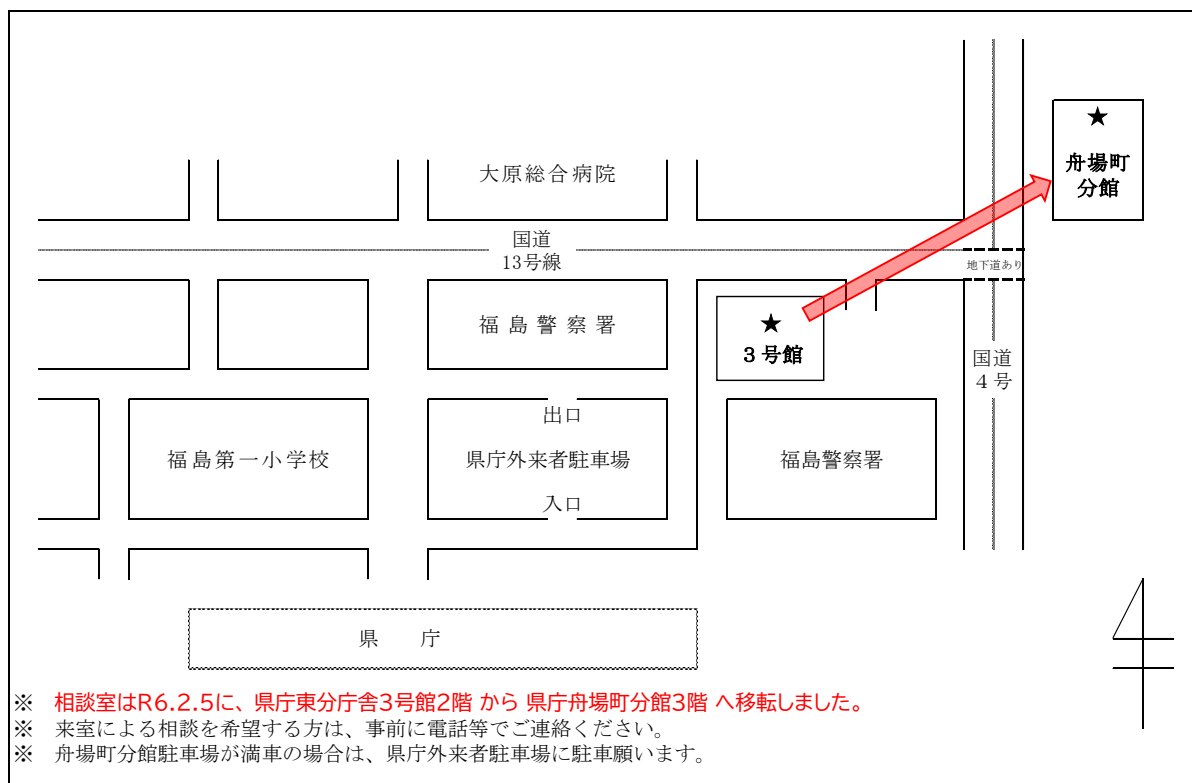 ★
舟場町
分館
大原総合病院
国道
13号線
地下道あり
福島警察署
★
3号館
国道
4号
出口
福島第一小学校
県庁外来者駐車場
福島警察署
入口
県 庁
※ 相談室はR6.2.5に、県庁東分庁舎3号館2階 から 県庁舟場町分館3階 へ移転しました。
※ 来室による相談を希望する方は、事前に電話等でご連絡ください。
※ 舟場町分館駐車場が満車の場合は、県庁外来者駐車場に駐車願います。